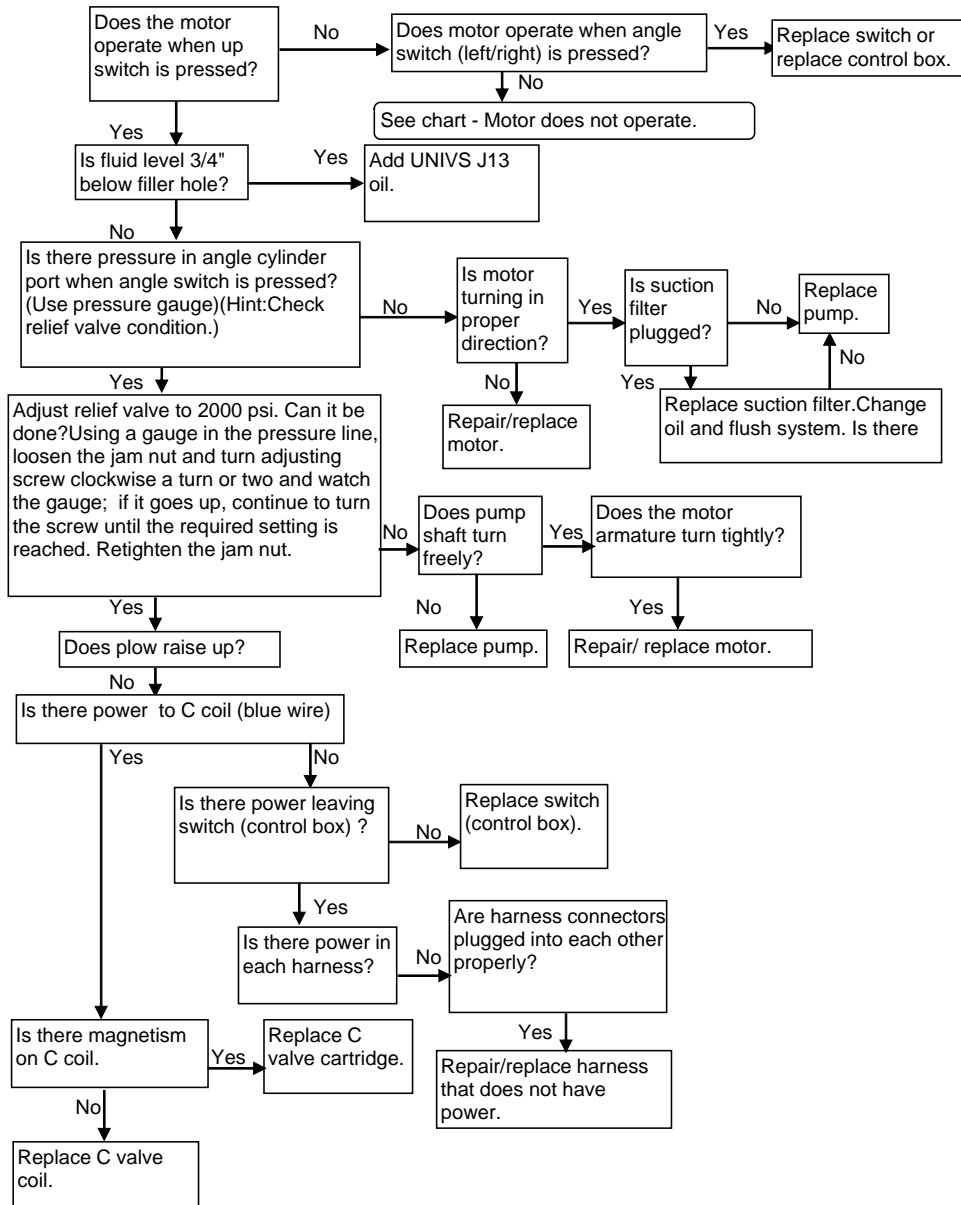 Does the motor
operate when up
switch is pressed?
No
Does motor operate when angle
switch (left/right) is pressed?
Yes
Replace switch or
replace control box.
No
See chart - Motor does not operate.
Yes
Is fluid level 3/4"
below filler hole?
Yes
Add UNIVS J13
oil.
No
Is there pressure in angle cylinder
port when angle switch is pressed?
(Use pressure gauge)(Hint:Check
relief valve condition.)
No
Is motor
turning in
proper
direction?
Yes
Is suction
filter
plugged?
No
Replace
pump.
No
Repair/replace
motor.
Yes
No
Replace suction filter.Change
oil and flush system. Is there
Yes
Adjust relief valve to 2000 psi. Can it be
done?Using a gauge in the pressure line,
loosen the jam nut and turn adjusting
screw clockwise a turn or two and watch
the gauge;  if it goes up, continue to turn
the screw until the required setting is
reached. Retighten the jam nut.
No
Does pump
shaft turn
freely?
Yes
Does the motor
armature turn tightly?
No
Replace pump.
Yes
Repair/ replace motor.
Yes
Does plow raise up?
No
Is there power  to C coil (blue wire)
Yes
No
Is there power leaving
switch (control box) ?
No
Replace switch
(control box).
Yes
Is there power in
each harness?
No
Are harness connectors
plugged into each other
properly?
Yes
Repair/replace harness
that does not have
power.
Is there magnetism
on C coil.
Yes
Replace C
valve cartridge.
No
Replace C valve
coil.